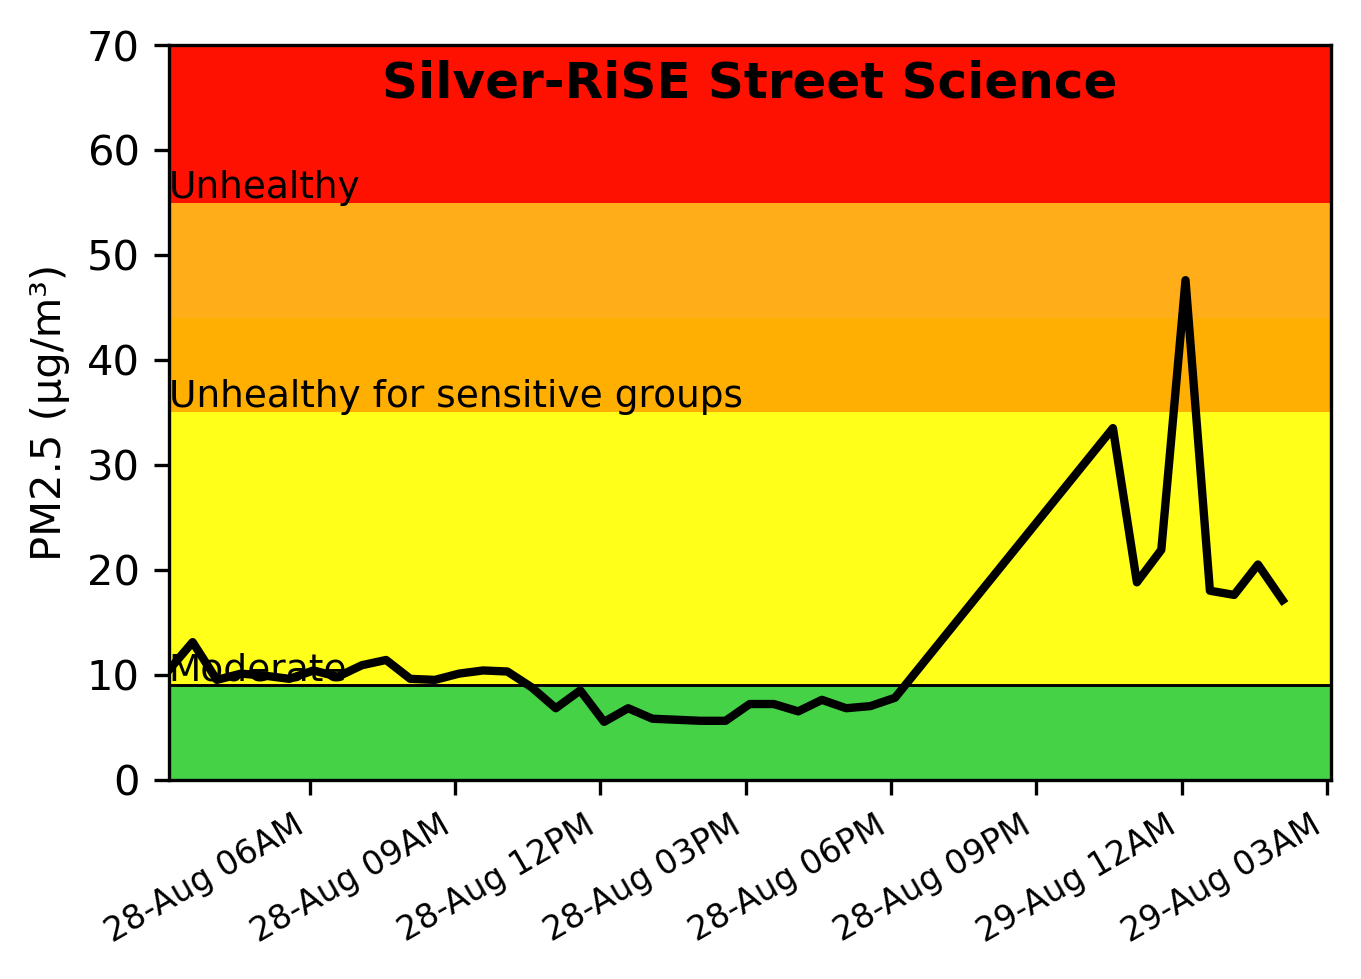 Silver-RiSE Street Science
PM2.5 (µg/m³)
70
60
50
40
30
20
10
0
Unhealthy
Unhealthy for sensitive groups
Moderate
28-Aug 06AM
28-Aug 09AM
28-Aug 12PM
28-Aug 03PM
28-Aug 06PM
28-Aug 09PM
29-Aug 12AM
29-Aug 03AM